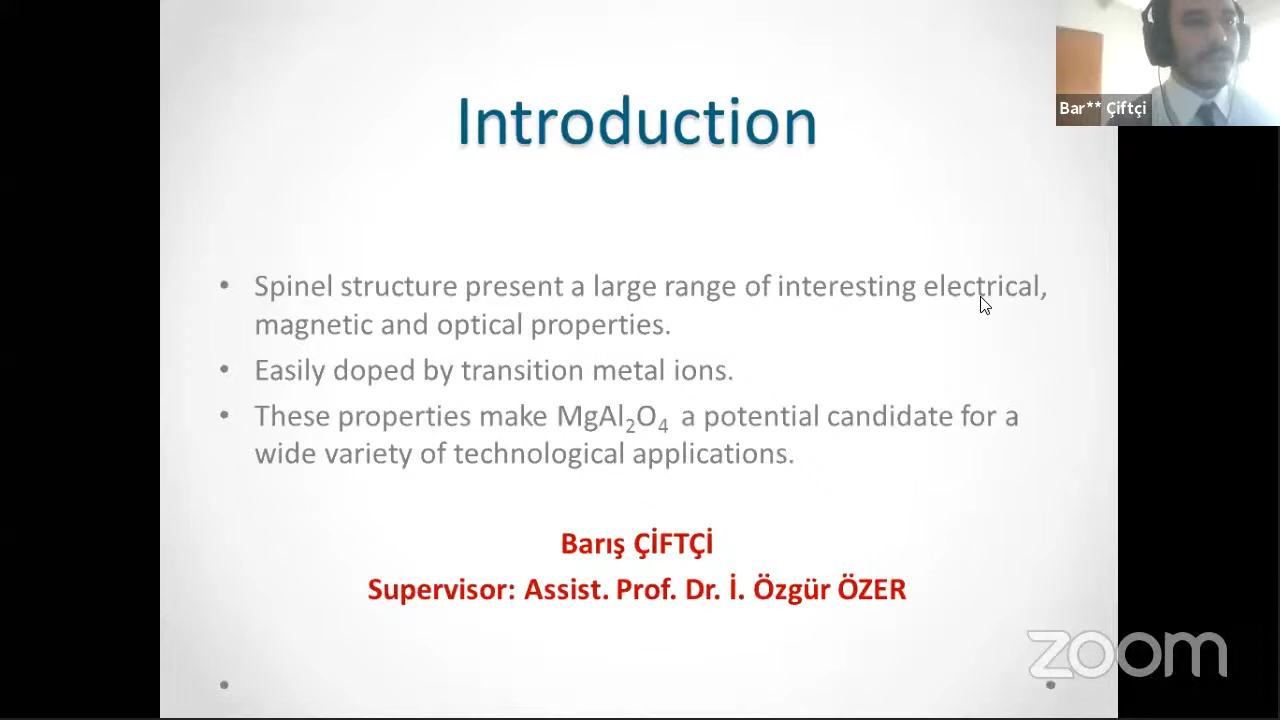 Introduction
Bar** Çiftçi
• Spinel structure present a large range of interesting electrical,
magnetic and optical properties.
• Easily doped by transition metal ions.
• These properties make MgAl₂O₄ a potential candidate for a
wide variety of technological applications.
Barış ÇİFTÇİ
Supervisor: Assist. Prof. Dr. İ. Özgür ÖZER
zoom